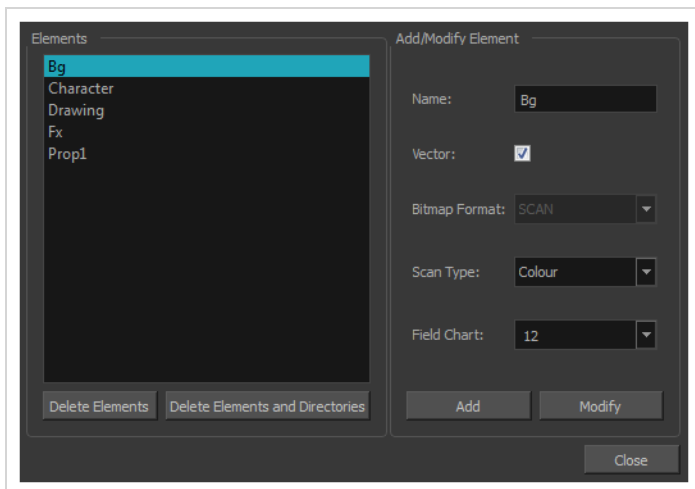 Elements
Bg
Character
Drawing
Fx
Prop1
Delete Elements
Delete Elements and Directories
Add/Modify Element
Name: Bg
Vector:
Bitmap Format: SCAN
Scan Type: Colour
Field Chart: 12
Add
Modify
Close